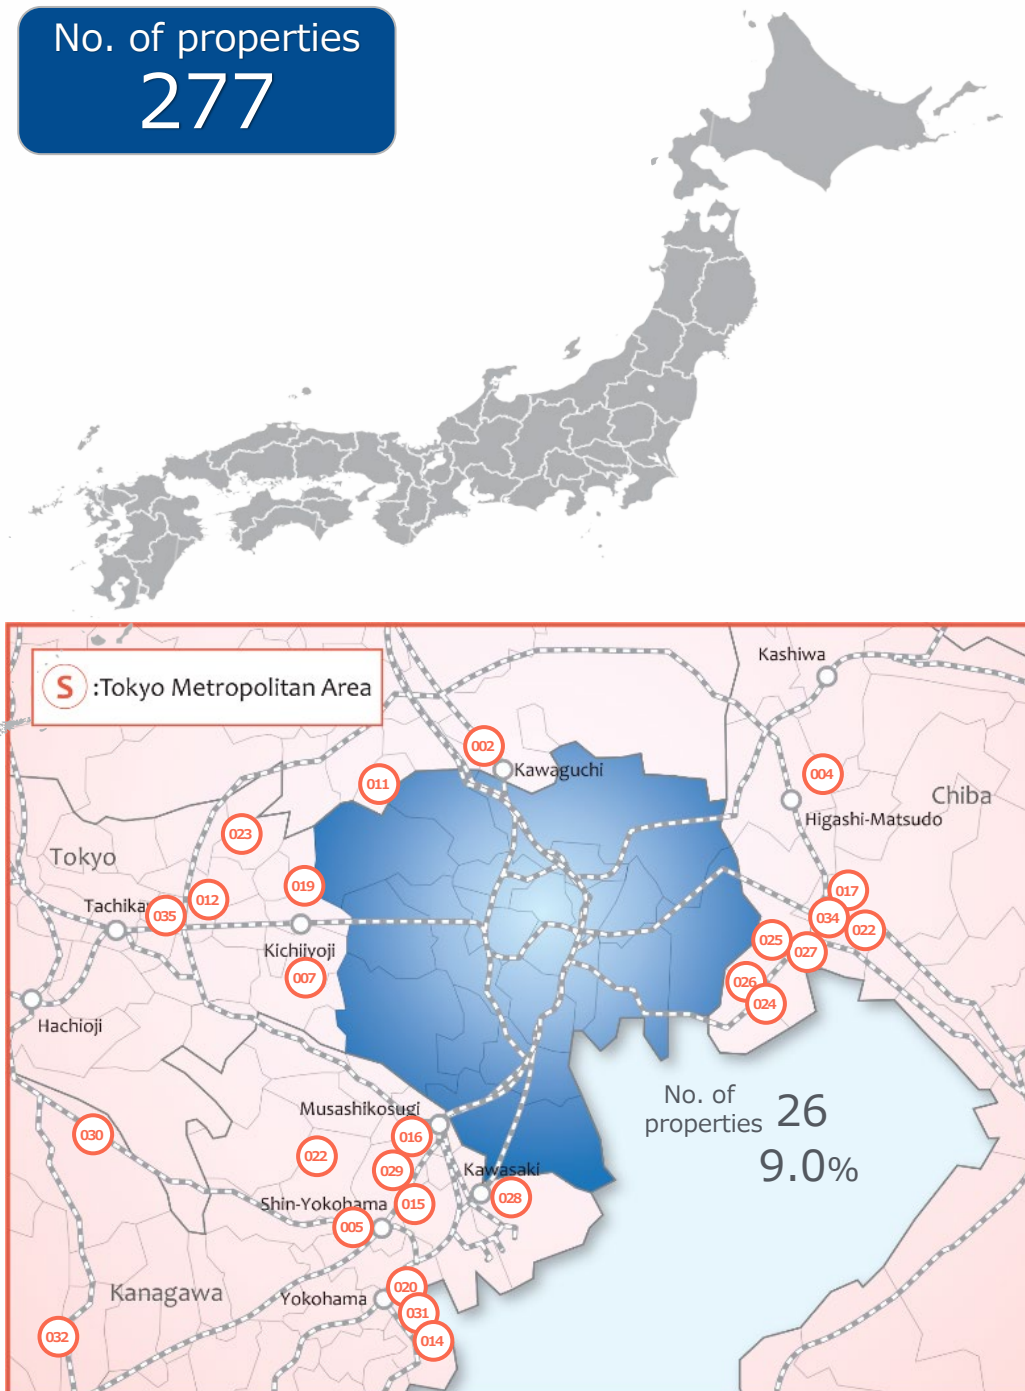 No. of properties
277
S :Tokyo Metropolitan Area
Kashiwa
002
Kawaguchi
004
011
Chiba
Higashi-Matsudo
023
Tokyo
019
017
012
Tachika
035
034
022
025
027
Kichijyoji
007
026
024
Hachioji
No. of
properties 26
9.0%
Musashikosugi
030
016
022
029
Kawasaki
028
Shin-Yokohama
015
005
020
Kanagawa
Yokohama
031
032
014